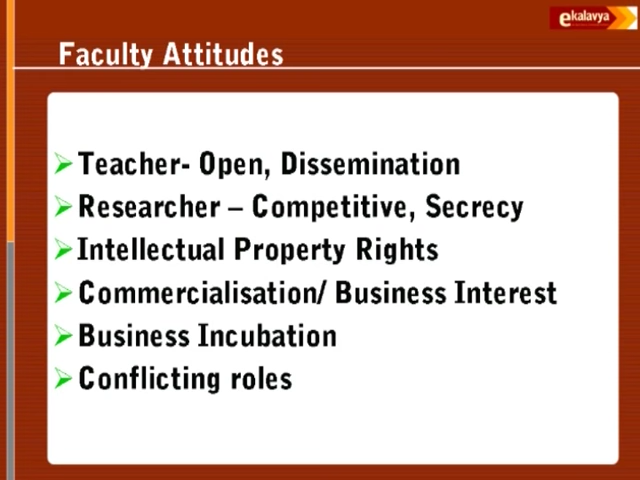 ekalavya
Faculty Attitudes
Teacher- Open, Dissemination
Researcher – Competitive, Secrecy
Intellectual Property Rights
Commercialisation/ Business Interest
Business Incubation
Conflicting roles